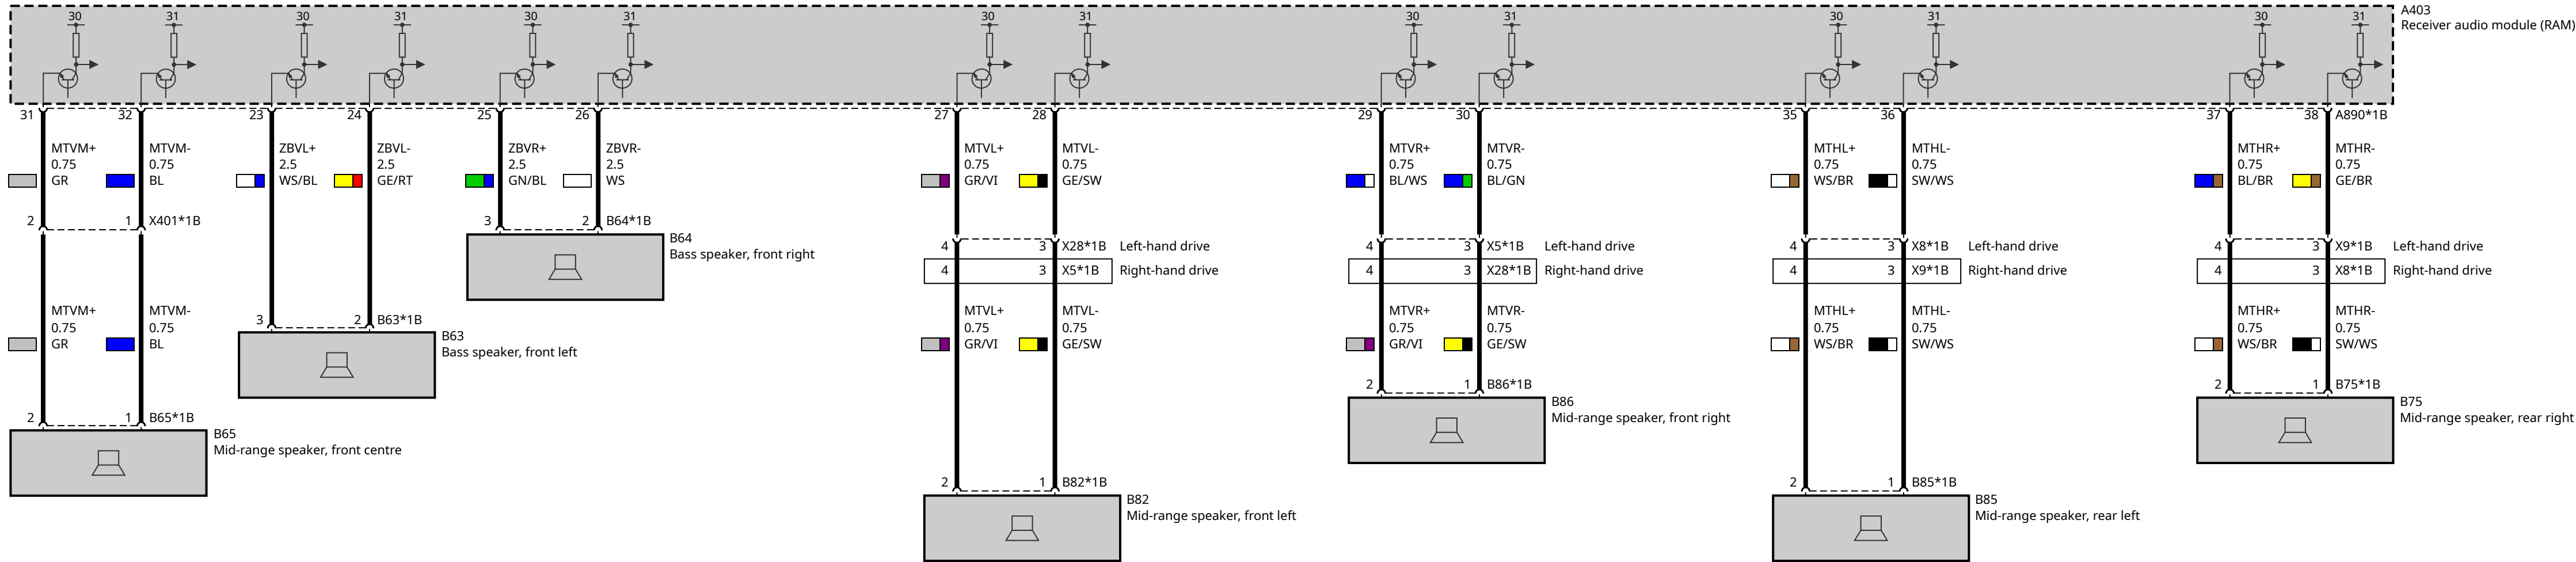 30 31 30 31 30 31 30 31 30 31 30 31 30 31
A403
Receiver audio module (RAM)
31 32 23 24 25 26 27 28 29 30 35 36 37 38 A890*1B
MTVM+ MTVM- ZBVL+ ZBVL- ZBVR+ ZBVR- MTVL+ MTVL- MTVR+ MTVR- MTHL+ MTHL- MTHR+ MTHR-
0.75 0.75 2.5 2.5 2.5 2.5 0.75 0.75 0.75 0.75 0.75 0.75 0.75 0.75
GR BL WS/BL GE/RT GN/BL WS GR/VI GE/SW BL/WS BL/GN WS/BR SW/WS BL/BR GE/BR
2 1 X401*1B 3 2 B64*1B
B64
Bass speaker, front right
4 3 X28*1B Left-hand drive 4 3 X5*1B Left-hand drive 4 3 X8*1B Left-hand drive 4 3 X9*1B Left-hand drive
4 3 X5*1B Right-hand drive 4 3 X28*1B Right-hand drive 4 3 X9*1B Right-hand drive 4 3 X8*1B Right-hand drive
MTVM+ MTVM- MTVL+ MTVL- MTVR+ MTVR- MTHL+ MTHL- MTHR+ MTHR-
0.75 0.75 0.75 0.75 0.75 0.75 0.75 0.75 0.75 0.75
GR BL GR/VI GE/SW GR/VI GE/SW WS/BR SW/WS WS/BR SW/WS
3 2 B63*1B
B63
Bass speaker, front left
2 1 B86*1B 2 1 B75*1B
B86 B75
Mid-range speaker, front right Mid-range speaker, rear right
2 1 B65*1B
B65
Mid-range speaker, front centre
2 1 B82*1B 2 1 B85*1B
B82 B85
Mid-range speaker, front left Mid-range speaker, rear left